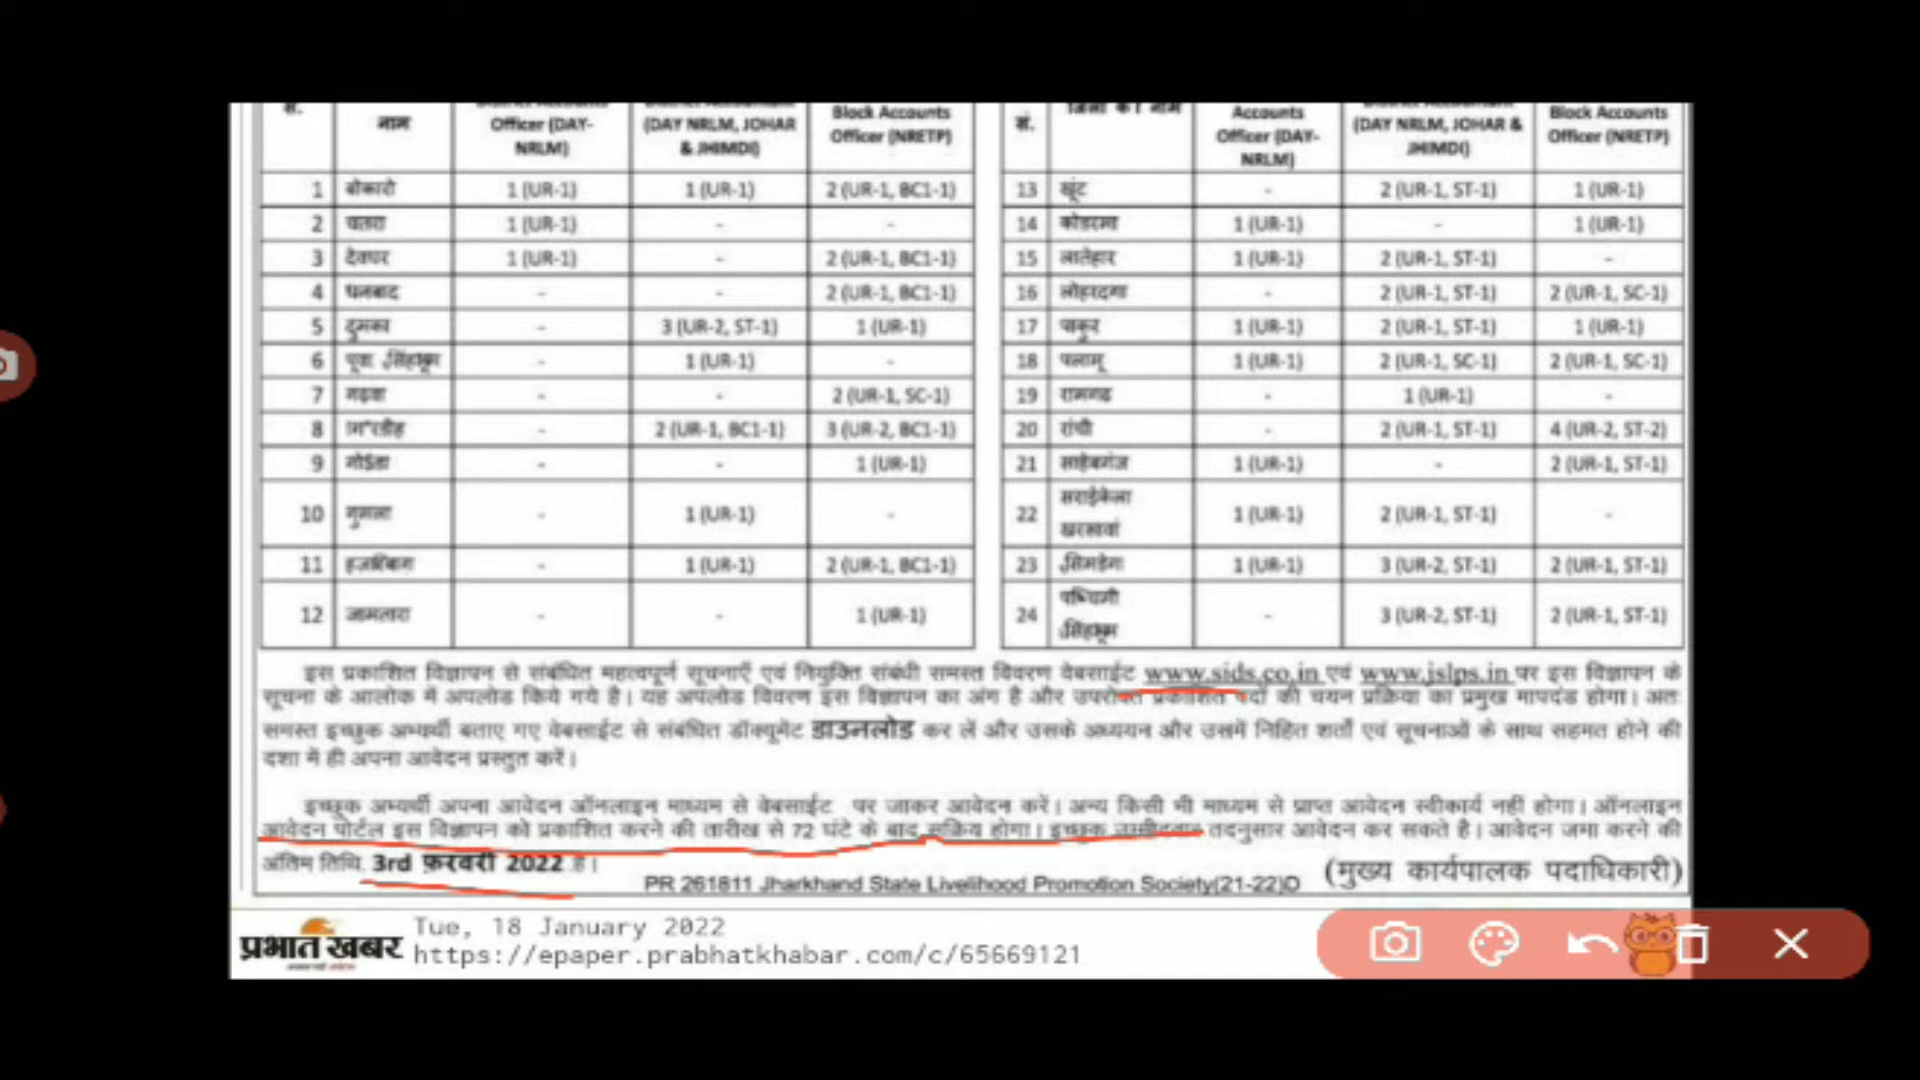 सं. नाम Officer (DAY-NRLM) (DAY NRLM, JOHAR & JHIMDI) Block Accounts Officer (NRETP)
1 बोकारो 1 (UR-1) 1 (UR-1) 2 (UR-1, BC1-1)
2 चतरा 1 (UR-1) - -
3 देवघर 1 (UR-1) - 2 (UR-1, BC1-1)
4 धनबाद - - 2 (UR-1, BC1-1)
5 दुमका - 3 (UR-2, ST-1) 1 (UR-1)
6 - 1 (UR-1) -
7 गढ़वा - - 2 (UR-1, SC-1)
8 - 2 (UR-1, BC1-1) 3 (UR-2, BC1-1)
9 - - 1 (UR-1)
10 गुमला - 1 (UR-1) -
11 - 1 (UR-1) 2 (UR-1, BC1-1)
12 जामतारा - - 1 (UR-1)
सं. जिला का नाम Accounts Officer (DAY-NRLM) (DAY NRLM, JOHAR & JHIMDI) Block Accounts Officer (NRETP)
13 खूंट - 2 (UR-1, ST-1) 1 (UR-1)
14 कोडरमा 1 (UR-1) - 1 (UR-1)
15 लातेहार 1 (UR-1) 2 (UR-1, ST-1) -
16 लोहरदगा - 2 (UR-1, ST-1) 2 (UR-1, SC-1)
17 पाकुर 1 (UR-1) 2 (UR-1, ST-1) 1 (UR-1)
18 पलामू 1 (UR-1) 2 (UR-1, SC-1) 2 (UR-1, SC-1)
19 रामगढ - 1 (UR-1) -
20 रांची - 2 (UR-1, ST-1) 4 (UR-2, ST-2)
21 साहेबगंज 1 (UR-1) - 2 (UR-1, ST-1)
22 सराईकेला खरसवां 1 (UR-1) 2 (UR-1, ST-1) -
23 1 (UR-1) 3 (UR-2, ST-1) 2 (UR-1, ST-1)
24 पश्चिमी - 3 (UR-2, ST-1) 2 (UR-1, ST-1)
इस प्रकाशित विज्ञापन से संबंधित महत्वपूर्ण सूचनाएँ एवं नियुक्ति संबंधी समस्त विवरण वेबसाईट www.sids.co.in एवं www.jslps.in पर इस विज्ञापन के
सूचना के आलोक में अपलोड किये गये है। यह अपलोड विवरण इस विज्ञापन का अंग है और उपरोक्त प्रकाशित पदों की चयन प्रक्रिया का प्रमुख मापदंड होगा। अतः
समस्त इच्छुक अभ्यर्थी बताए गए वेबसाईट से संबंधित डॉक्यूमेंट डाउनलोड कर लें और उसके अध्ययन और उसमें निहित शर्तों एवं सूचनाओं के साथ सहमत होने की
दशा में ही अपना आवेदन प्रस्तुत करें।
इच्छूक अभ्यर्थी अपना आवेदन ऑनलाइन माध्यम से वेबसाईट पर जाकर आवेदन करें। अन्य किसी भी माध्यम से प्राप्त आवेदन स्वीकार्य नही होगा। ऑनलाइन
आवेदन पोर्टल इस विज्ञापन को प्रकाशित करने की तारीख से 72 घंटे के बाद सक्रिय होगा। इच्छुक उम्मीदवार तदनुसार आवेदन कर सकते है। आवेदन जमा करने की
अंतिम तिथि 3rd फ़रवरी 2022 है।
(मुख्य कार्यपालक पदाधिकारी)
PR 261811 Jharkhand State Livelihood Promotion Society(21-22)D
प्रभात खबर
Tue, 18 January 2022
https://epaper.prabhatkhabar.com/c/65669121